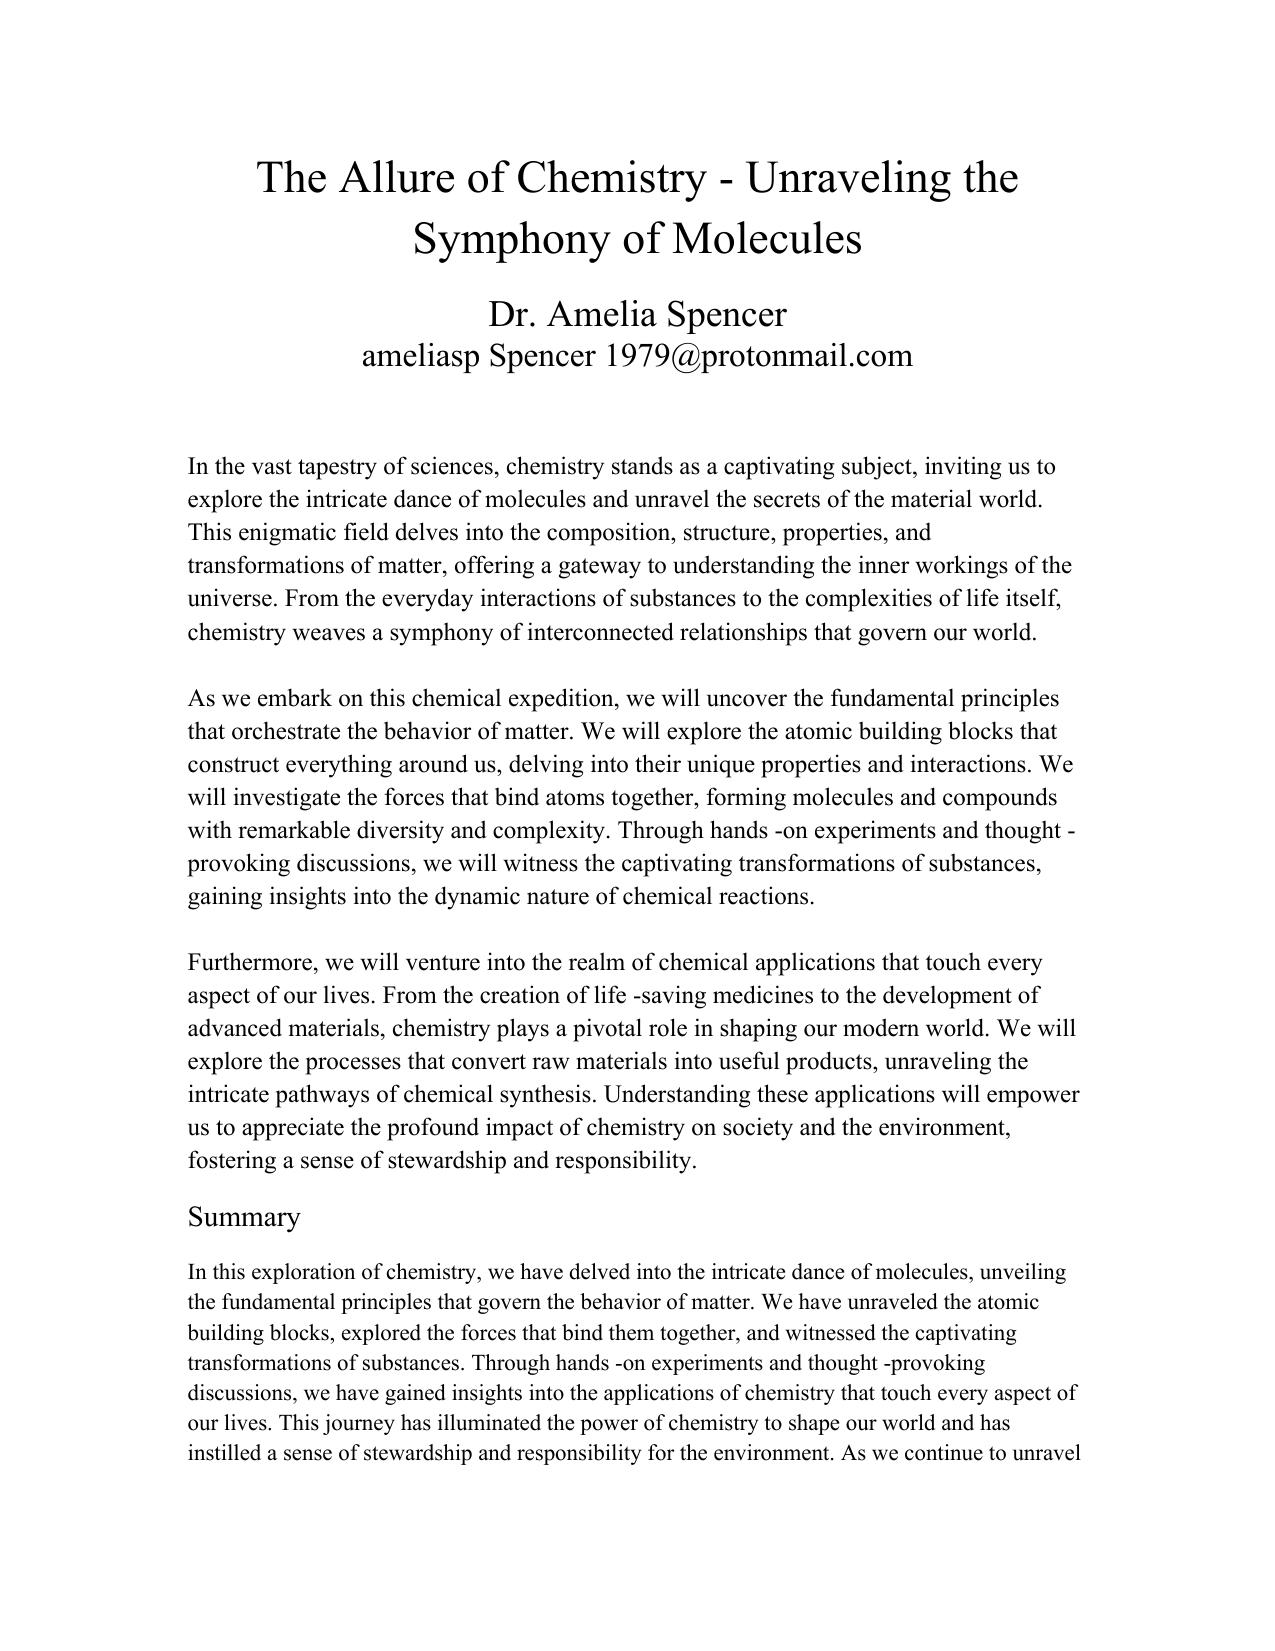 The Allure of Chemistry - Unraveling the
Symphony of Molecules
Dr. Amelia Spencer
ameliasp Spencer 1979@protonmail.com
In the vast tapestry of sciences, chemistry stands as a captivating subject, inviting us to
explore the intricate dance of molecules and unravel the secrets of the material world.
This enigmatic field delves into the composition, structure, properties, and
transformations of matter, offering a gateway to understanding the inner workings of the
universe. From the everyday interactions of substances to the complexities of life itself,
chemistry weaves a symphony of interconnected relationships that govern our world.
As we embark on this chemical expedition, we will uncover the fundamental principles
that orchestrate the behavior of matter. We will explore the atomic building blocks that
construct everything around us, delving into their unique properties and interactions. We
will investigate the forces that bind atoms together, forming molecules and compounds
with remarkable diversity and complexity. Through hands -on experiments and thought -
provoking discussions, we will witness the captivating transformations of substances,
gaining insights into the dynamic nature of chemical reactions.
Furthermore, we will venture into the realm of chemical applications that touch every
aspect of our lives. From the creation of life -saving medicines to the development of
advanced materials, chemistry plays a pivotal role in shaping our modern world. We will
explore the processes that convert raw materials into useful products, unraveling the
intricate pathways of chemical synthesis. Understanding these applications will empower
us to appreciate the profound impact of chemistry on society and the environment,
fostering a sense of stewardship and responsibility.
Summary
In this exploration of chemistry, we have delved into the intricate dance of molecules, unveiling
the fundamental principles that govern the behavior of matter. We have unraveled the atomic
building blocks, explored the forces that bind them together, and witnessed the captivating
transformations of substances. Through hands -on experiments and thought -provoking
discussions, we have gained insights into the applications of chemistry that touch every aspect of
our lives. This journey has illuminated the power of chemistry to shape our world and has
instilled a sense of stewardship and responsibility for the environment. As we continue to unravel